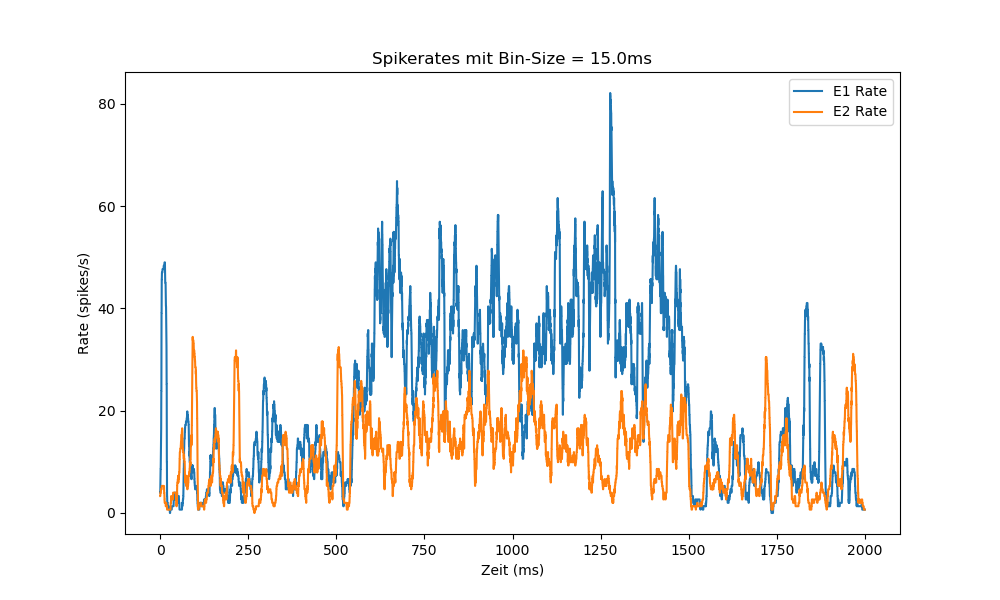 Spikerates mit Bin-Size = 15.0ms
E1 Rate
E2 Rate
Rate (spikes/s)
80
60
40
20
0
0 250 500 750 1000 1250 1500 1750 2000
Zeit (ms)